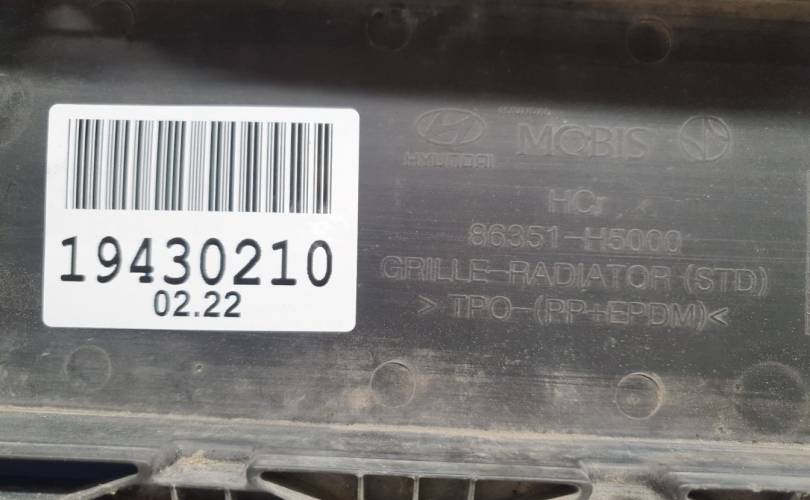 19430210
02.22
HYUNDAI MOBIS
HCr
86351-H5000
GRILLE-RADIATOR (STD)
> TPO-(PP+EPDM)<